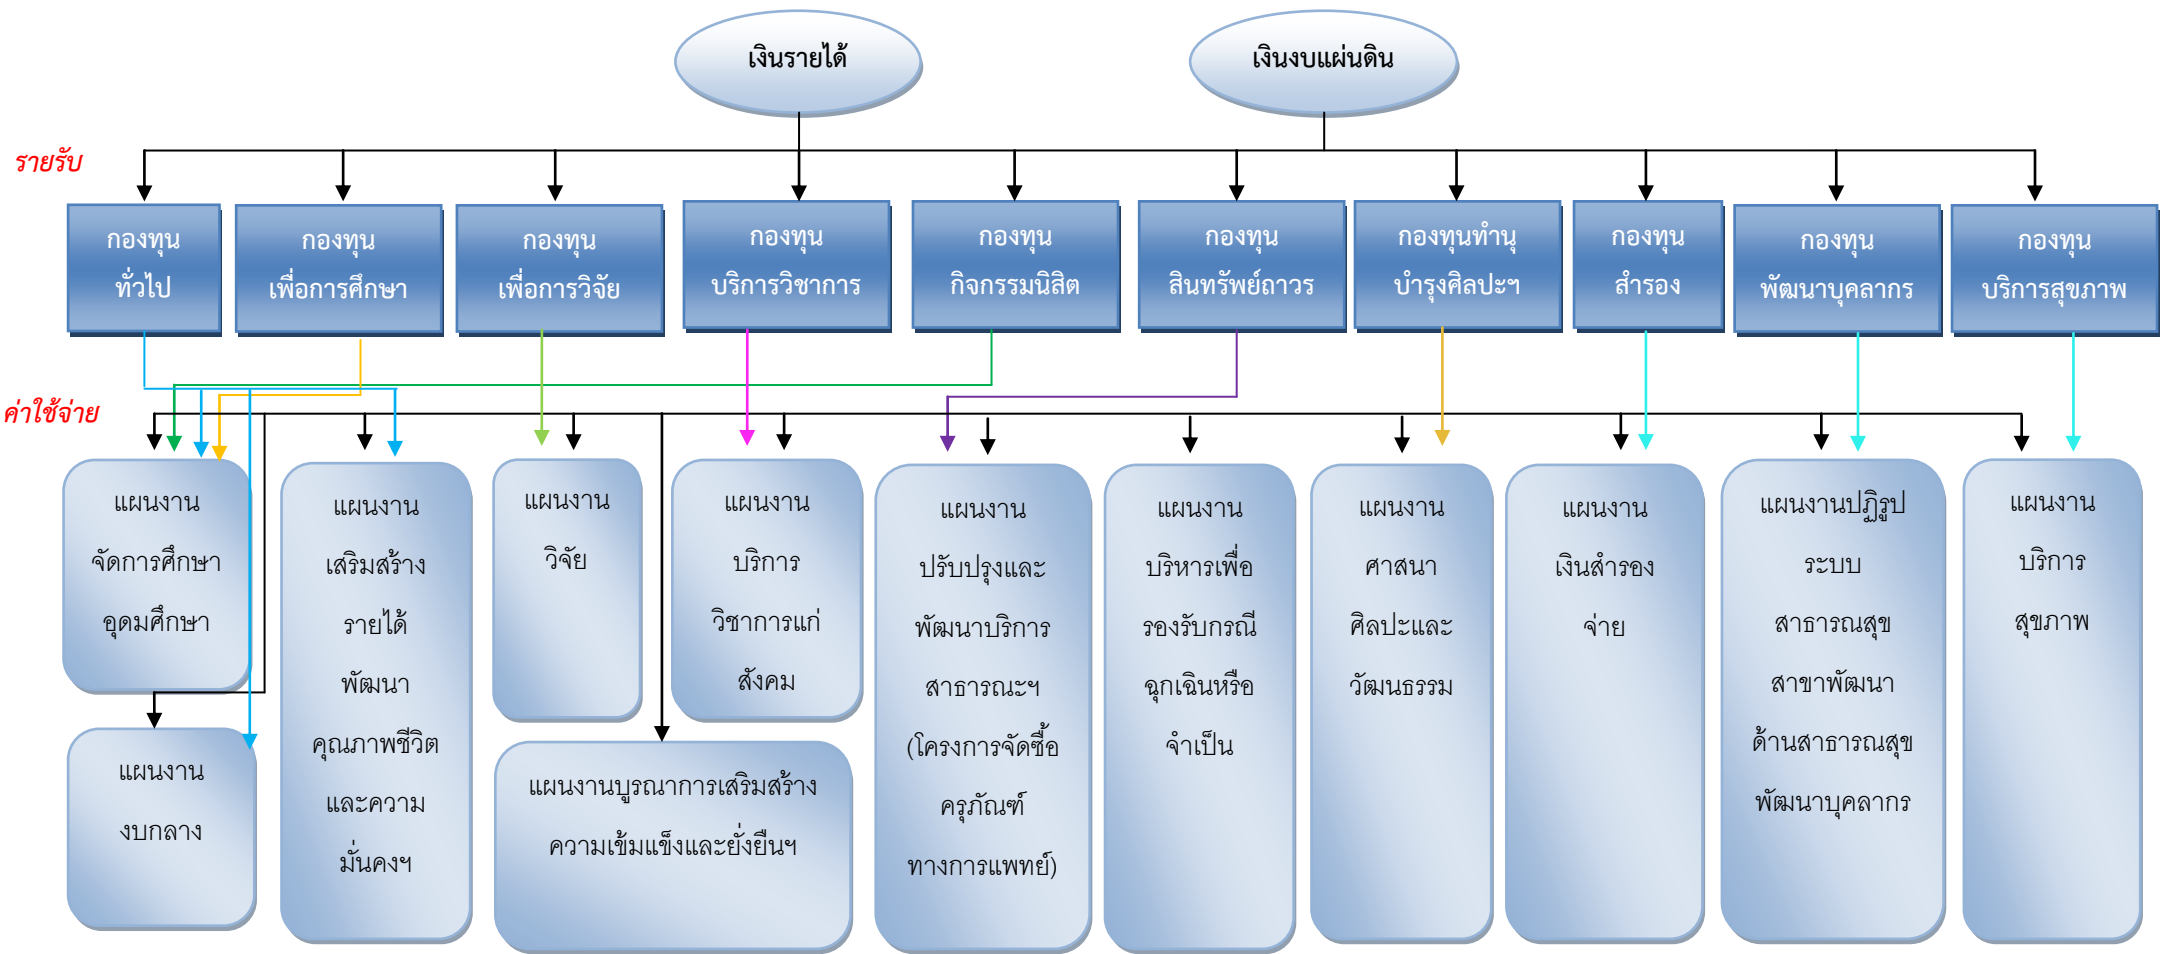 เงินรายได้
เงินงบแผ่นดิน
รายรับ
กองทุน
ทั่วไป
กองทุน
เพื่อการศึกษา
กองทุน
เพื่อการวิจัย
กองทุน
บริการวิชาการ
กองทุน
กิจกรรมนิสิต
กองทุน
สินทรัพย์ถาวร
กองทุนทำนุ
บำรุงศิลปะฯ
กองทุน
สำรอง
กองทุน
พัฒนาบุคลากร
กองทุน
บริการสุขภาพ
ค่าใช้จ่าย
แผนงาน
จัดการศึกษา
อุดมศึกษา
แผนงาน
เสริมสร้าง
รายได้
พัฒนา
คุณภาพชีวิต
และความ
มั่นคงฯ
แผนงาน
วิจัย
แผนงาน
บริการ
วิชาการแก่
สังคม
แผนงาน
ปรับปรุงและ
พัฒนาบริการ
สาธารณะฯ
(โครงการจัดซื้อ
ครุภัณฑ์
ทางการแพทย์)
แผนงาน
บริหารเพื่อ
รองรับกรณี
ฉุกเฉินหรือ
จำเป็น
แผนงาน
ศาสนา
ศิลปะและ
วัฒนธรรม
แผนงาน
เงินสำรอง
จ่าย
แผนงานปฏิรูป
ระบบ
สาธารณสุข
สาขาพัฒนา
ด้านสาธารณสุข
พัฒนาบุคลากร
แผนงาน
บริการ
สุขภาพ
แผนงาน
งบกลาง
แผนงานบูรณาการเสริมสร้าง
ความเข้มแข็งและยั่งยืนฯ